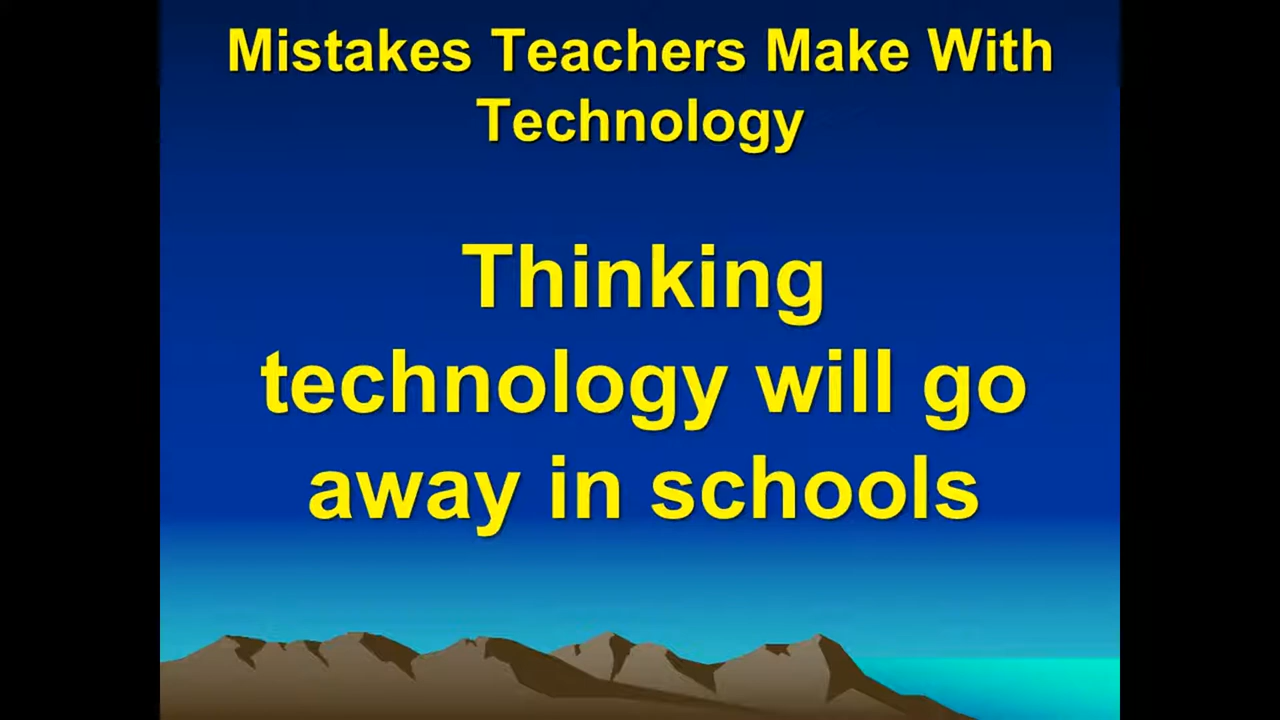 Mistakes Teachers Make With
Technology
Thinking
technology will go
away in schools